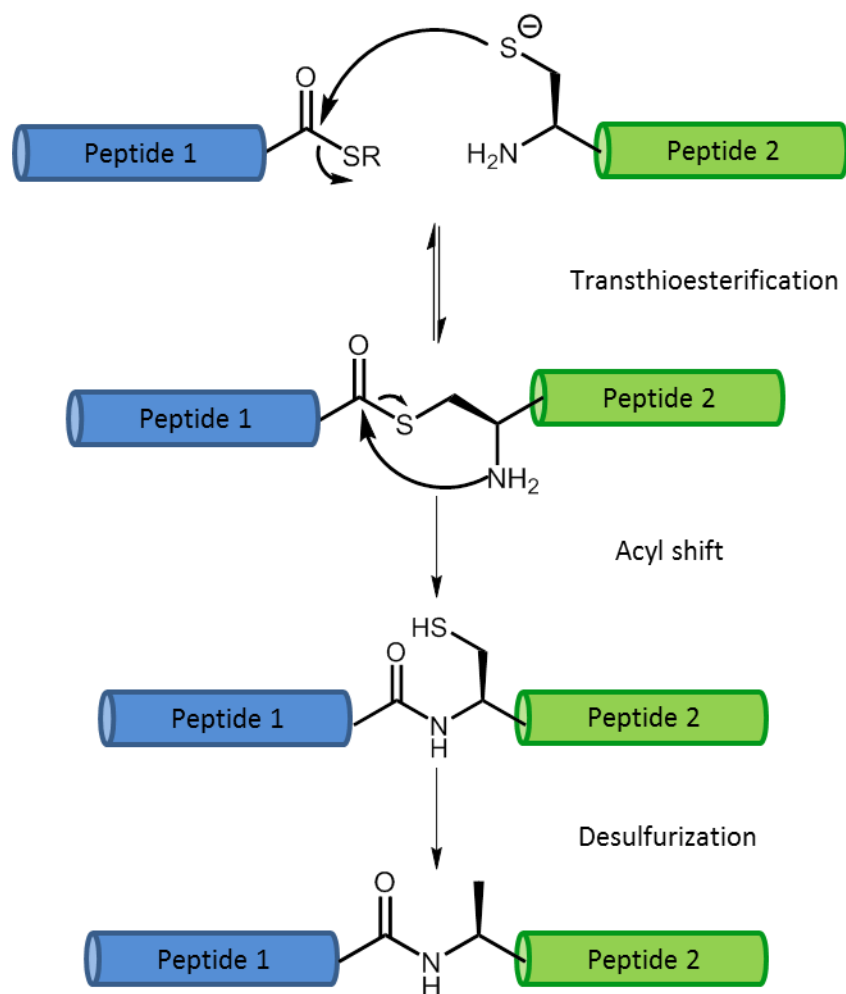 S⊖
O
Peptide 1
SR
H₂N
Peptide 2
Transthioesterification
O
Peptide 1
S
Peptide 2
NH₂
Acyl shift
HS
O
Peptide 1
N
H
Peptide 2
Desulfurization
O
Peptide 1
N
H
Peptide 2